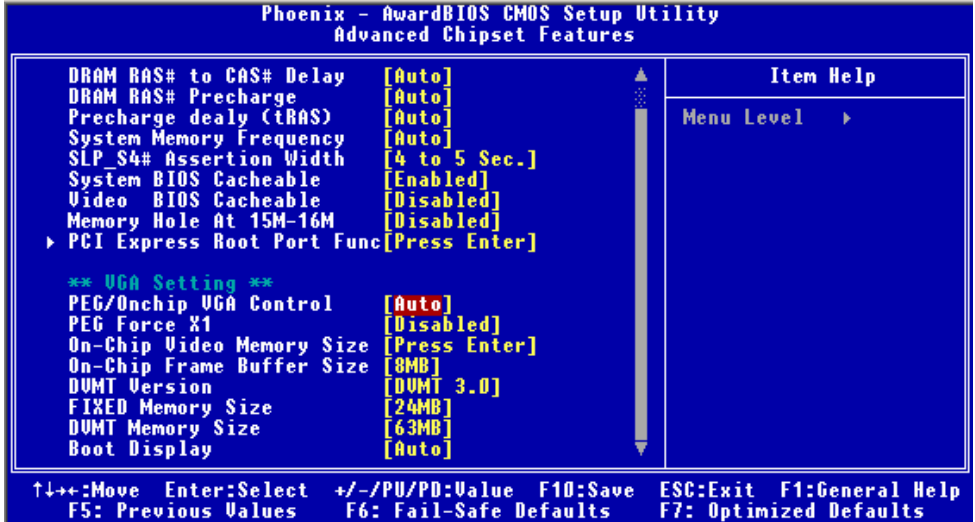 Phoenix - AwardBIOS CMOS Setup Utility
Advanced Chipset Features
DRAM RAS# to CAS# Delay [Auto]
DRAM RAS# Precharge [Auto]
Precharge dealy (tRAS) [Auto]
System Memory Frequency [Auto]
SLP_S4# Assertion Width [4 to 5 Sec.]
System BIOS Cacheable [Enabled]
Video BIOS Cacheable [Disabled]
Memory Hole At 15M-16M [Disabled]
PCI Express Root Port Func[Press Enter]
** VGA Setting **
PEG/Onchip VGA Control [Auto]
PEG Force X1 [Disabled]
On-Chip Video Memory Size [Press Enter]
On-Chip Frame Buffer Size [8MB]
DVMT Version [DVMT 3.0]
FIXED Memory Size [24MB]
DVMT Memory Size [63MB]
Boot Display [Auto]
Item Help
Menu Level
↑↓→←:Move Enter:Select +/-/PU/PD:Value F10:Save ESC:Exit F1:General Help
F5: Previous Values F6: Fail-Safe Defaults F7: Optimized Defaults